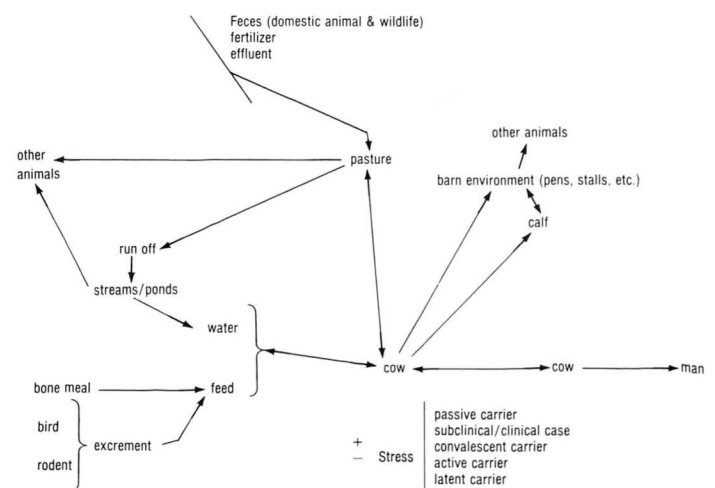 Feces (domestic animal & wildlife)
fertilizer
effluent
other animals
other
animals
pasture
barn environment (pens, stalls, etc.)
calf
run off
streams/ponds
water
cow
cow
man
bone meal
feed
bird
excrement
rodent
+
− Stress
passive carrier
subclinical/clinical case
convalescent carrier
active carrier
latent carrier